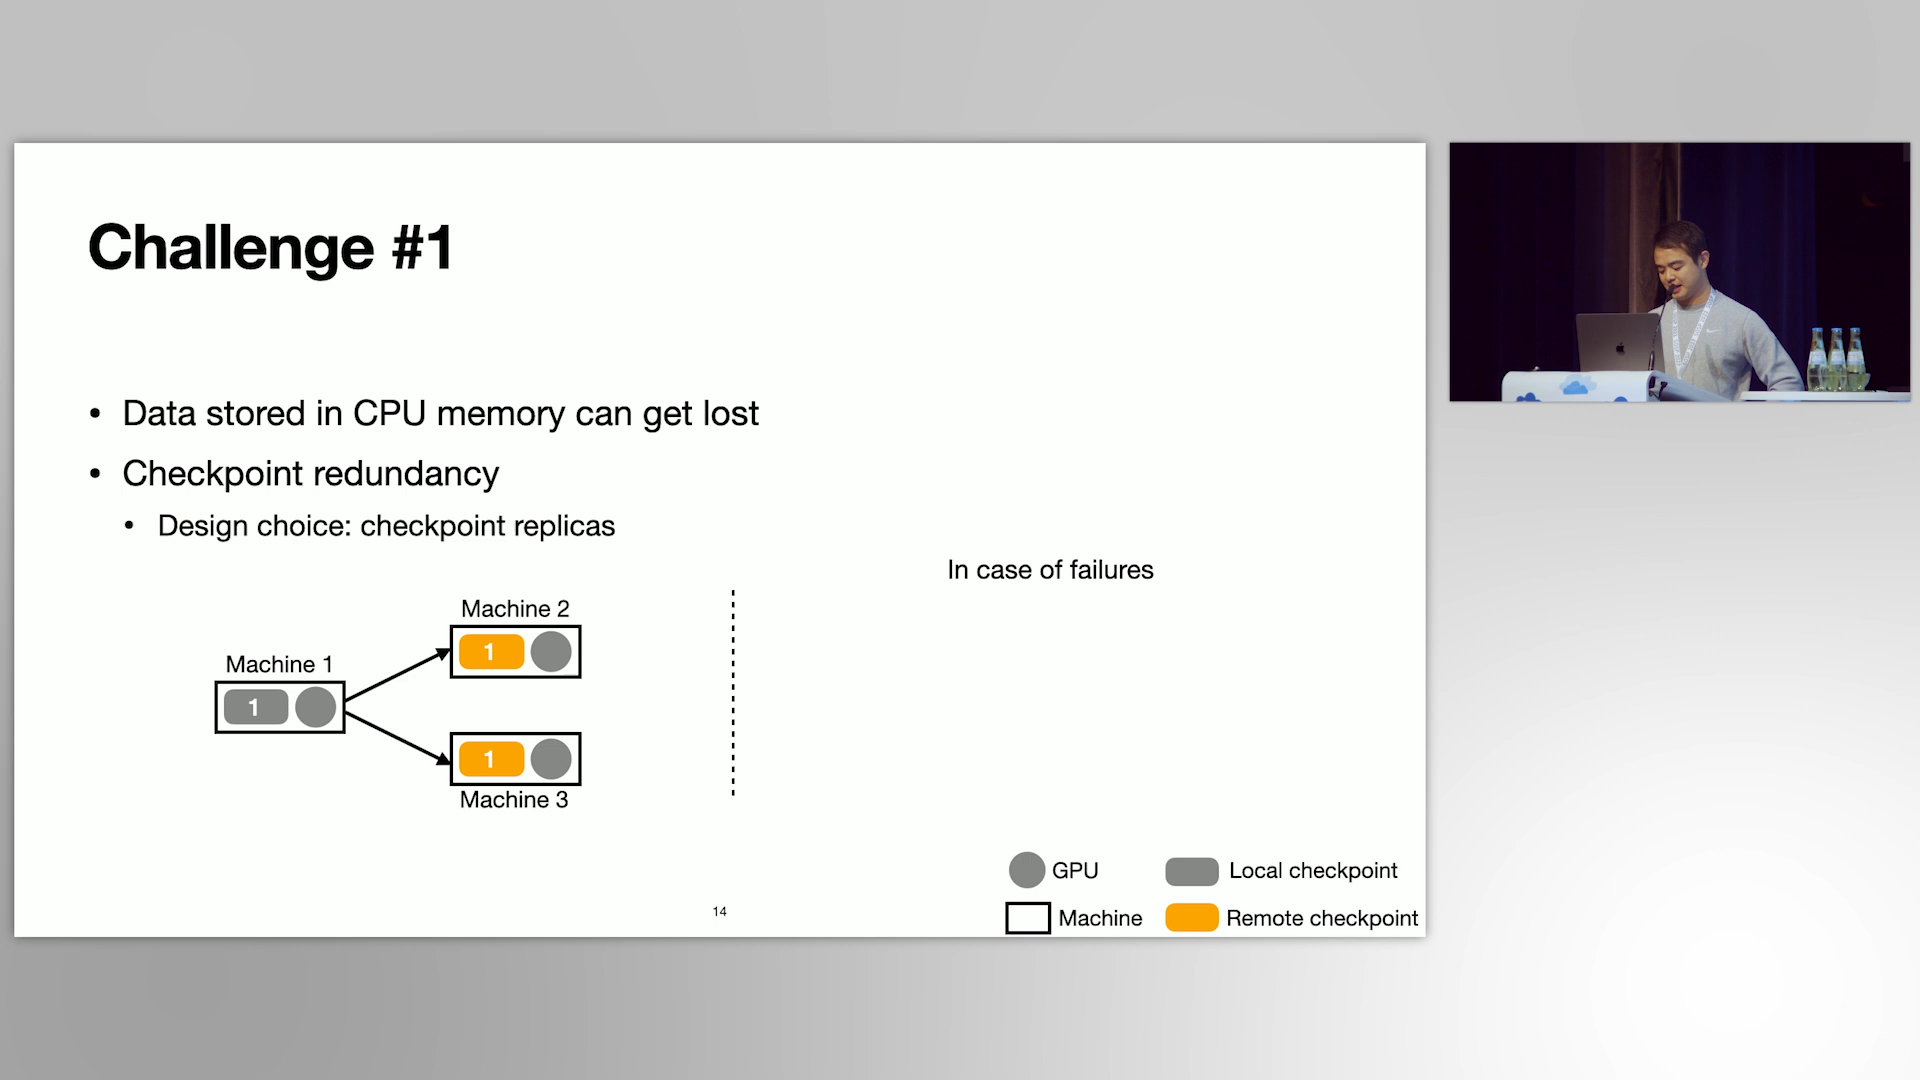 Challenge #1
• Data stored in CPU memory can get lost
• Checkpoint redundancy
• Design choice: checkpoint replicas
In case of failures
Machine 2
1
Machine 1
1
1
Machine 3
GPU
Local checkpoint
Machine
Remote checkpoint
14